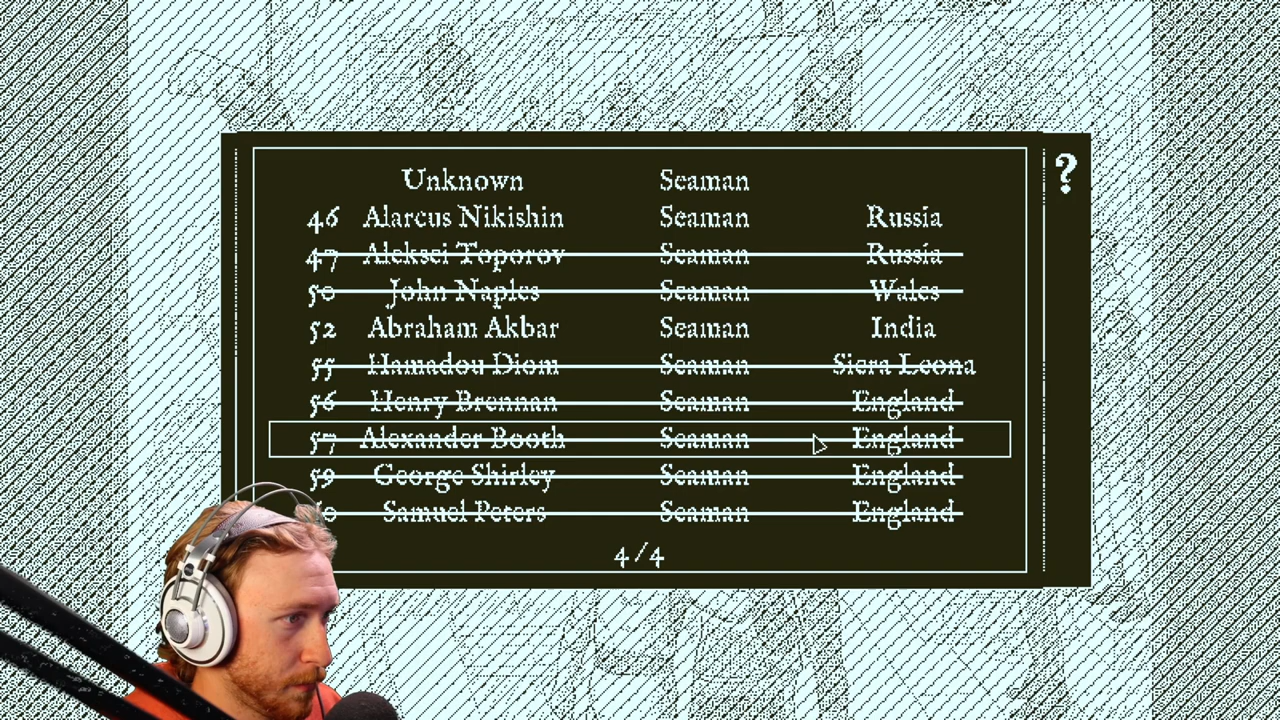 ?
Unknown Seaman
46 Alarcus Nikishin Seaman Russia
47 Aleksei Toporov Seaman Russia
50 John Naples Seaman Wales
52 Abraham Akbar Seaman India
55 Hamadou Diom Seaman Siera Leona
56 Henry Brennan Seaman England
57 Alexander Booth Seaman England
59 George Shirley Seaman England
Samuel Peters Seaman England
4/4